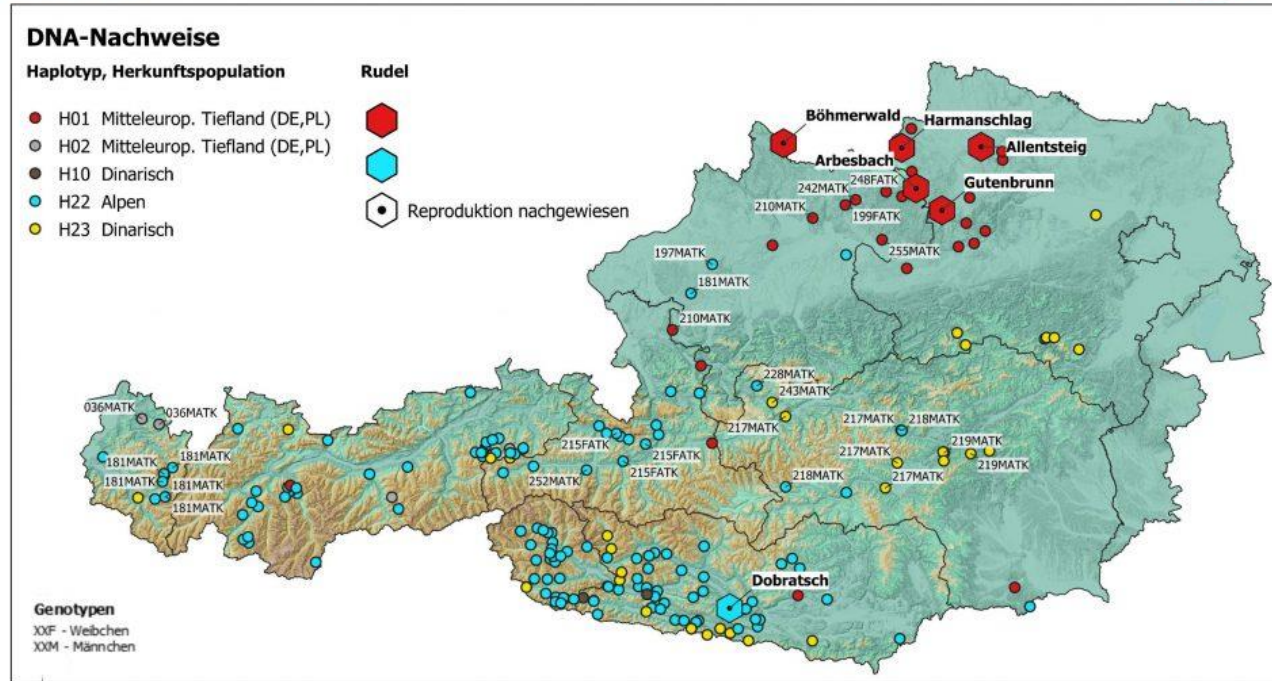 DNA-Nachweise
Haplotyp, Herkunftspopulation
Rudel
H01 Mitteleurop. Tiefland (DE,PL)
H02 Mitteleurop. Tiefland (DE,PL)
H10 Dinarisch
H22 Alpen
H23 Dinarisch
Reproduktion nachgewiesen
Böhmerwald
Harmanschlag
Allentsteig
Arbesbach
248FATK
242MATK
Gutenbrunn
210MATK
199FATK
255MATK
197MATK
181MATK
210MATK
228MATK
243MATK
036MATK
036MATK
217MATK
217MATK
218MATK
215FATK
215FATK
217MATK
219MATK
181MATK
181MATK
215FATK
219MATK
181MATK
181MATK
252MATK
218MATK
217MATK
181MATK
Dobratsch
Genotypen
XXF - Weibchen
XXM - Männchen